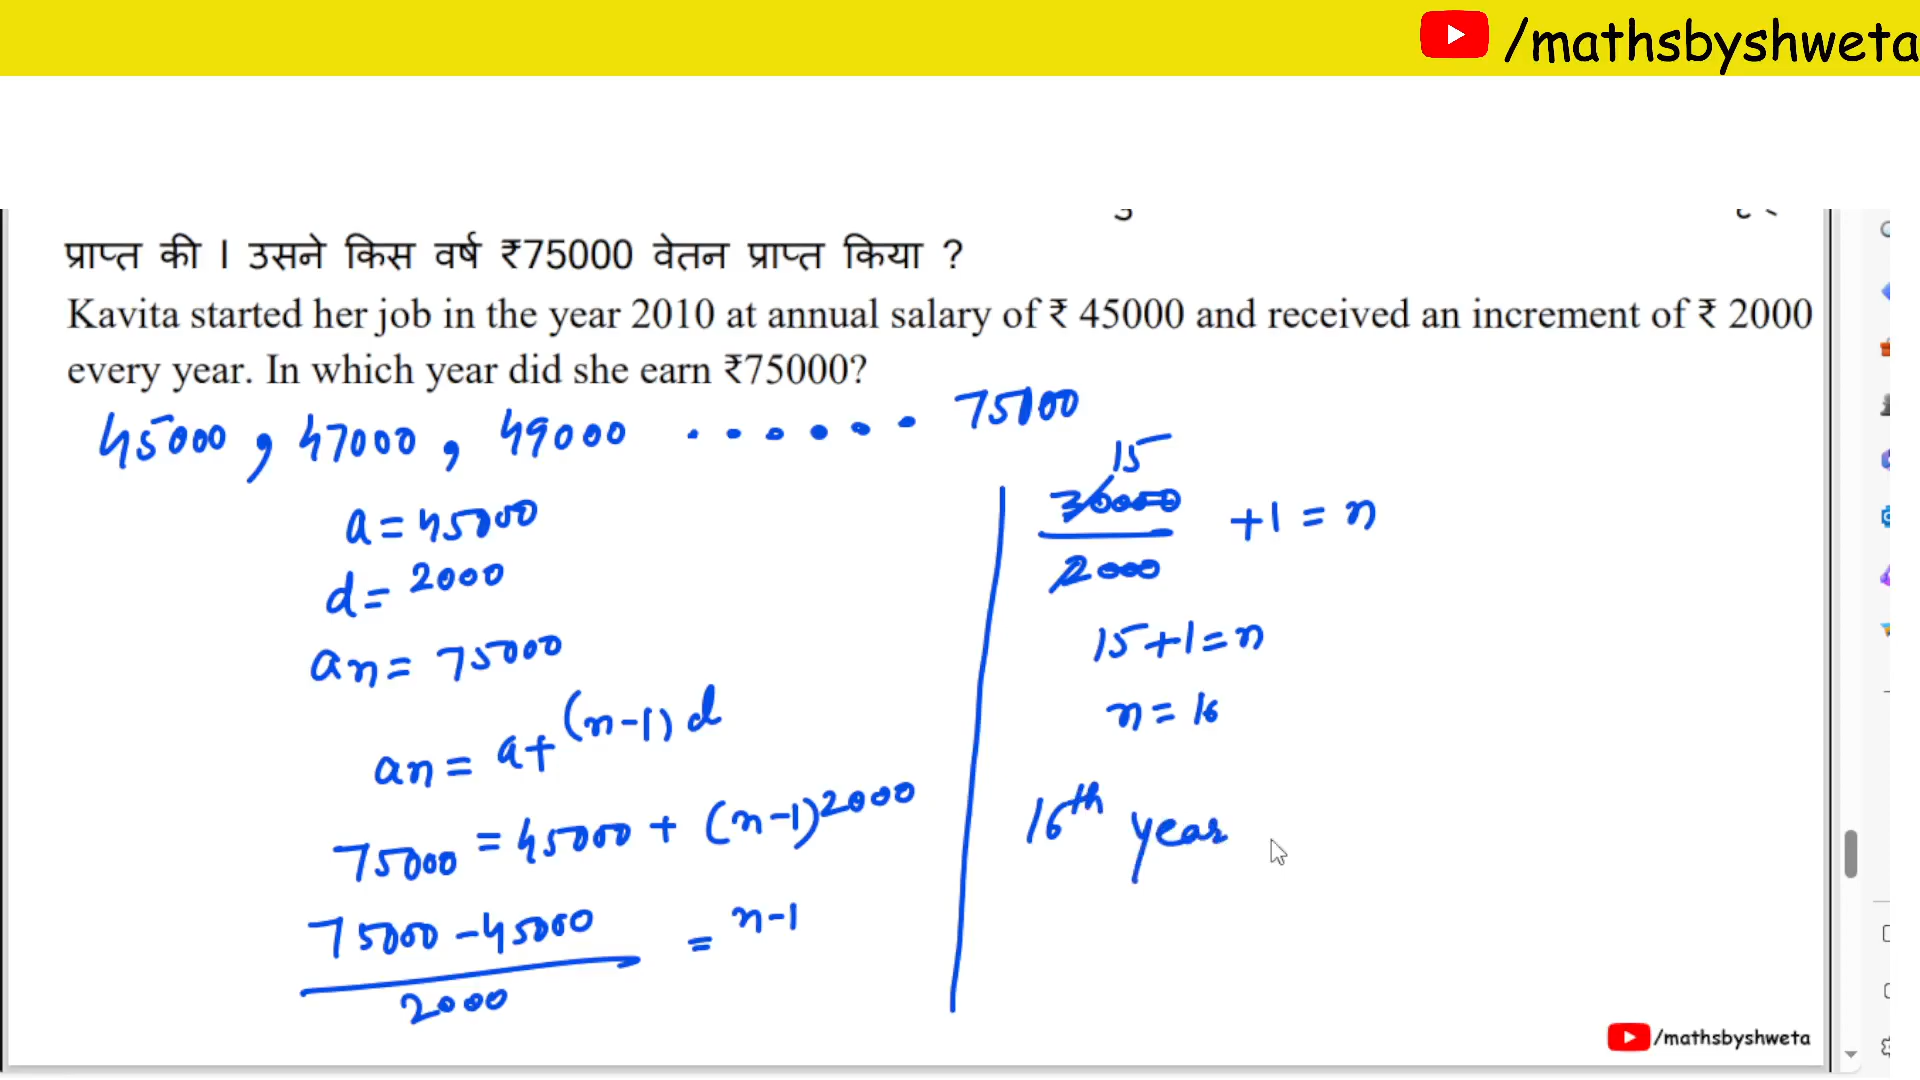 /mathsbyshweta
प्राप्त की । उसने किस वर्ष ₹75000 वेतन प्राप्त किया ?
Kavita started her job in the year 2010 at annual salary of ₹ 45000 and received an increment of ₹ 2000
every year. In which year did she earn ₹75000?
45000 , 47000 , 49000 ...... 75000
a = 45000
d = 2000
an = 75000
an = a+(n-1) d
75000 = 45000 + (n-1)2000
75000 - 45000
2000
= n-1
15
30000
2000
+1 = n
15+1=n
n = 16
16th year
/mathsbyshweta